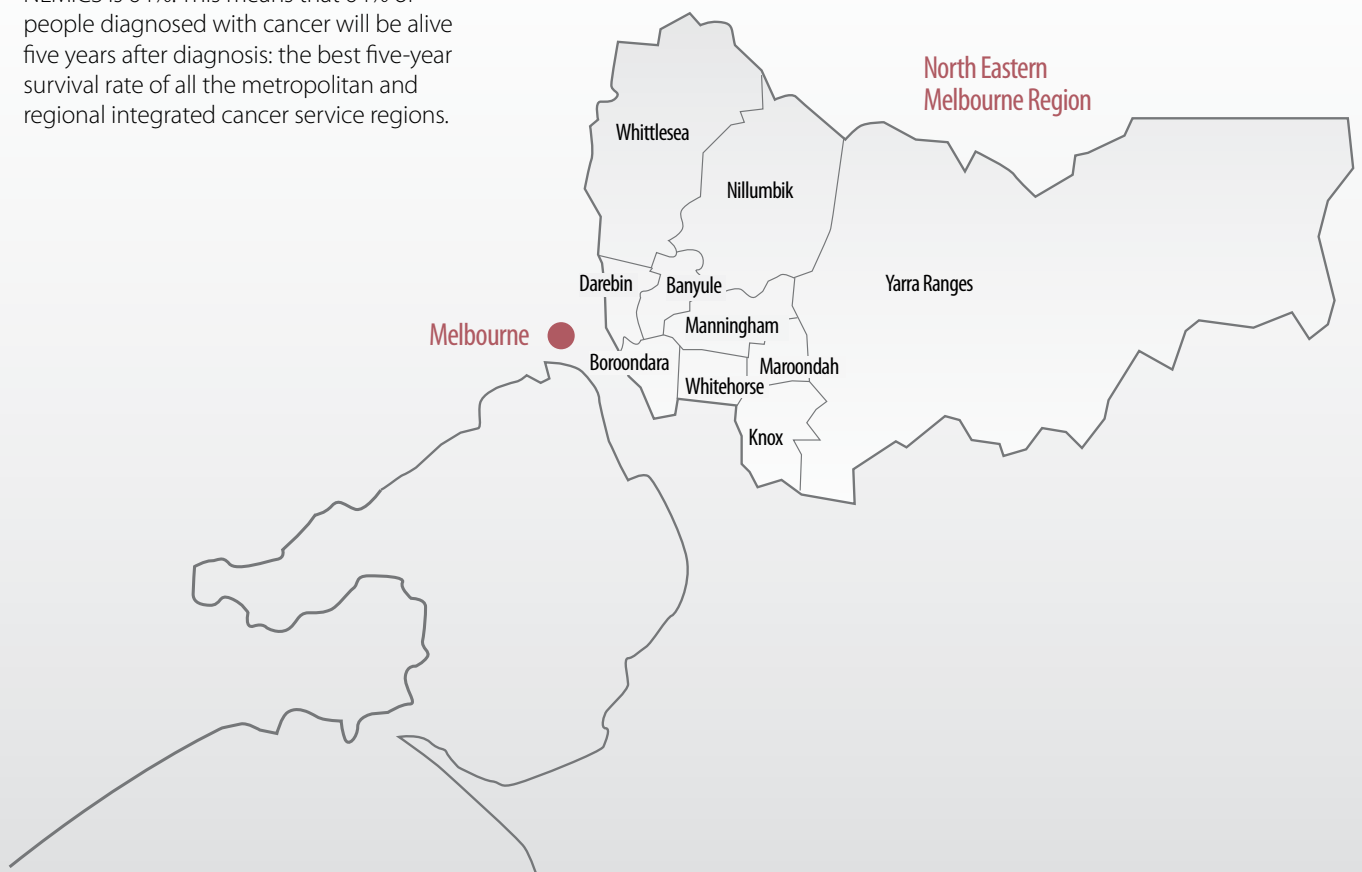 people diagnosed with cancer will be alive
five years after diagnosis: the best five-year
survival rate of all the metropolitan and
regional integrated cancer service regions.
North Eastern
Melbourne Region
Whittlesea
Nillumbik
Darebin
Banyule
Yarra Ranges
Manningham
Melbourne
Boroondara
Maroondah
Whitehorse
Knox